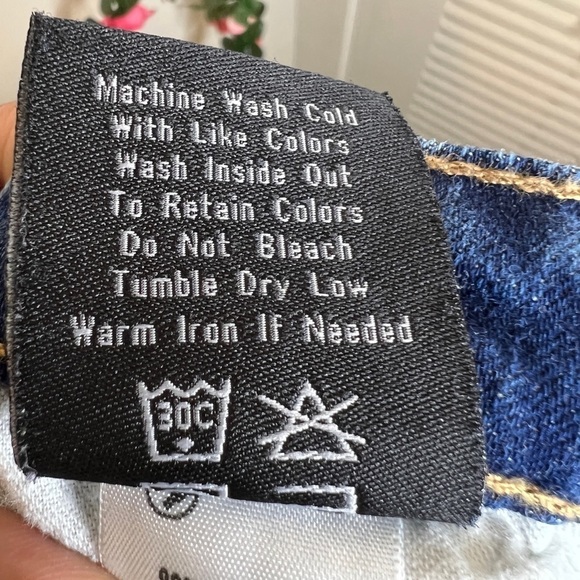 Machine Wash Cold
With Like Colors
Wash Inside Out
To Retain Colors
Do Not Bleach
Tumble Dry Low
Warm Iron If Needed
30C